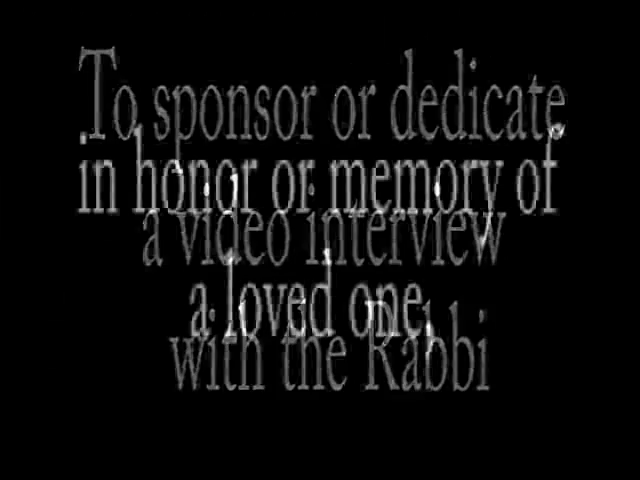 To sponsor or dedicate
in honor or memory of
a video interview
a loved one,
with the Rabbi